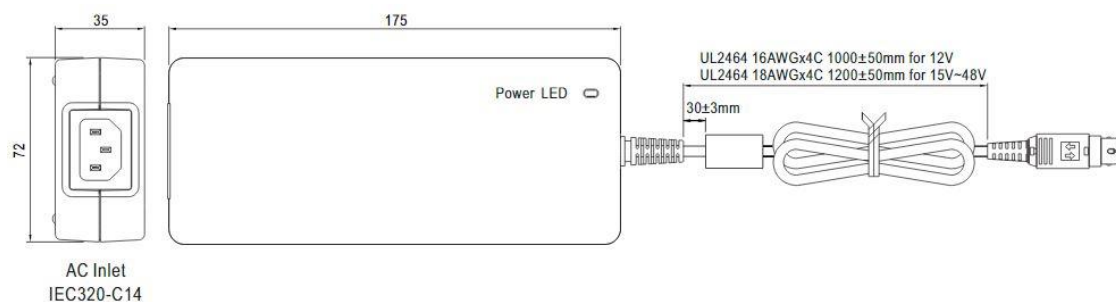 35
175
UL2464 16AWGx4C 1000±50mm for 12V
UL2464 18AWGx4C 1200±50mm for 15V~48V
Power LED
30±3mm
72
AC Inlet
IEC320-C14